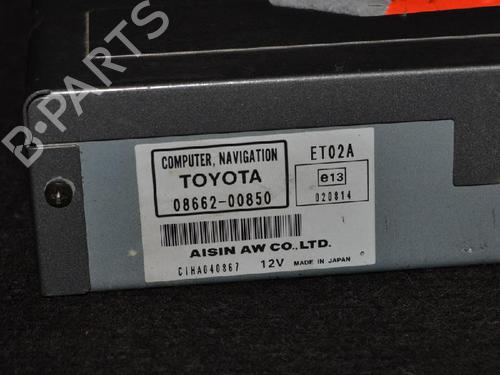 B-PARTS
COMPUTER, NAVIGATION
TOYOTA
08662-00850
ET02A
e13
020814
AISIN AW CO., LTD.
CIHA040867 12V MADE IN JAPAN